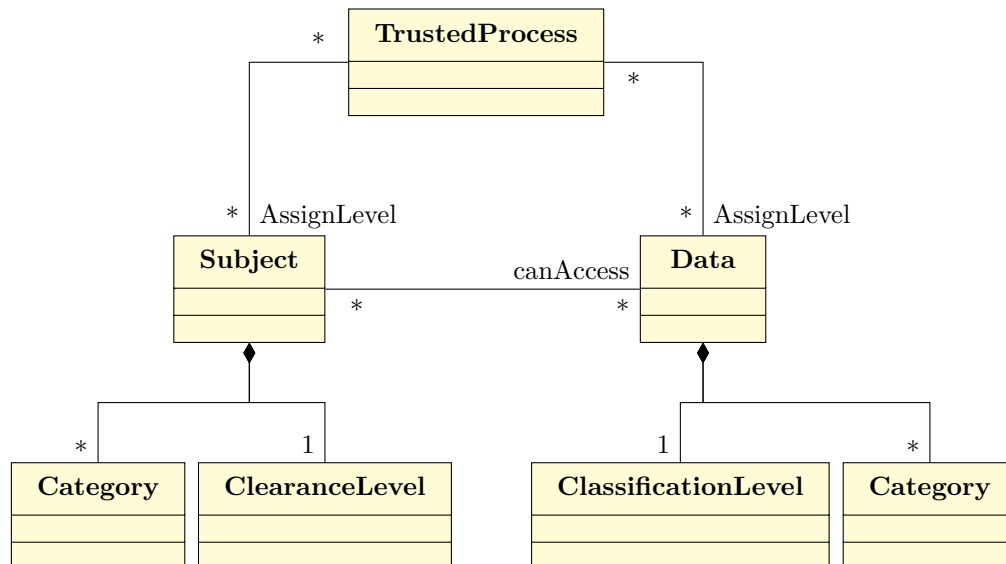 TrustedProcess
*
*
* AssignLevel
* AssignLevel
Subject
Data
canAccess
*
*
*
1
1
*
Category
ClearanceLevel
ClassificationLevel
Category